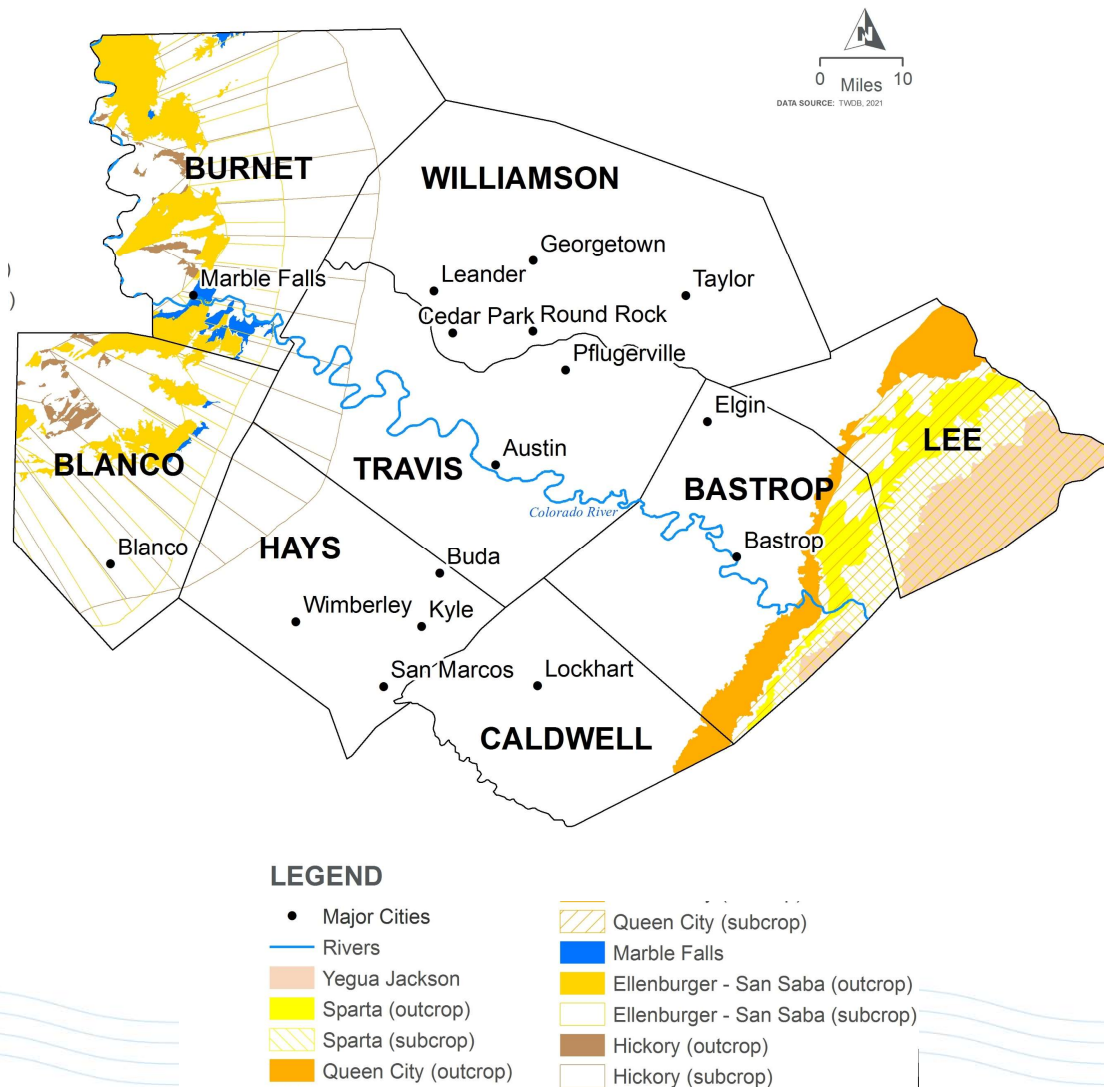 N
0 Miles 10
DATA SOURCE: TWDB, 2021
BURNET
WILLIAMSON
Georgetown
Leander
Taylor
Marble Falls
Cedar Park
Round Rock
Pflugerville
Elgin
LEE
BLANCO
TRAVIS
Austin
BASTROP
Colorado River
Bastrop
Blanco
HAYS
Buda
Wimberley
Kyle
San Marcos
Lockhart
CALDWELL
LEGEND
Major Cities
Rivers
Yegua Jackson
Sparta (outcrop)
Sparta (subcrop)
Queen City (outcrop)
Queen City (subcrop)
Marble Falls
Ellenburger - San Saba (outcrop)
Ellenburger - San Saba (subcrop)
Hickory (outcrop)
Hickory (subcrop)